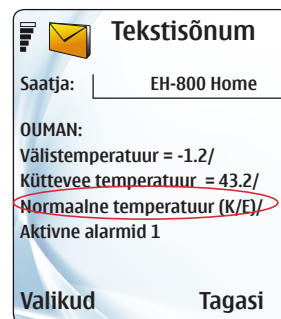 Tekstisõnum
Saatja: EH-800 Home
OUMAN:
Välistemperatuur = -1.2/
Küttevee temperatuur = 43.2/
Normaalne temperatuur (K/E)/
Aktivne alarmid 1
Valikud Tagasi